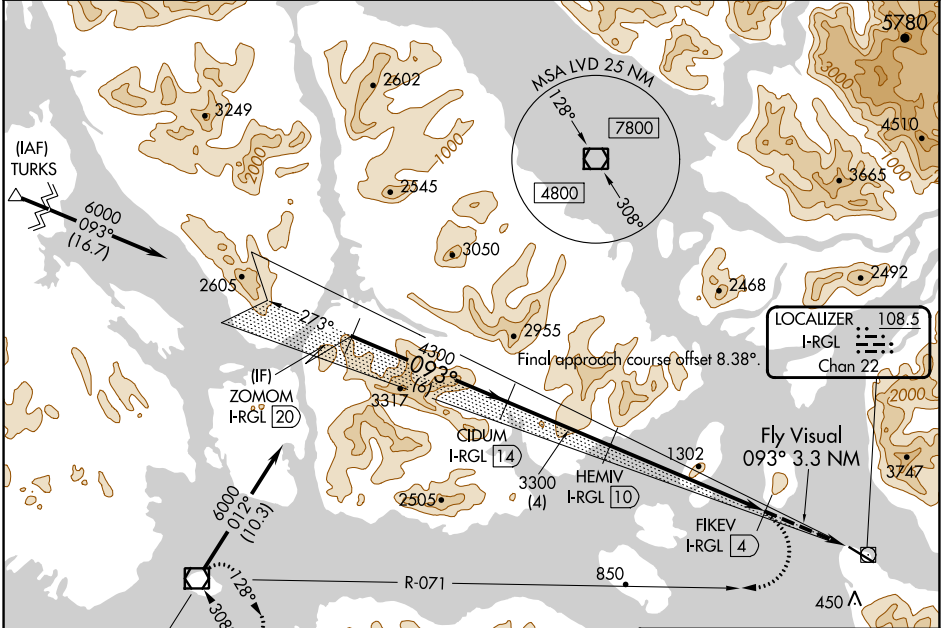 5780
2602
3249
MSA LVD 25 NM
128°
7800
3000
4510
(IAF)
TURKS
2000
1000
2545
4800
308°
3665
1000
6000
093°
(16.7)
3050
2605
2468
2492
273°
2955
LOCALIZER 108.5
I-RGL
Chan 22
4300
093°
(6)
Final approach course offset 8.38°.
(IF)
ZOMOM
I-RGL 20
3317
2000
CIDUM
I-RGL 14
Fly Visual
093° 3.3 NM
1302
3747
3300
(4)
HEMIV
I-RGL 10
2505
6000
012°
(10.3)
FIKEV
I-RGL 4
128°
R-071
850
450
308°